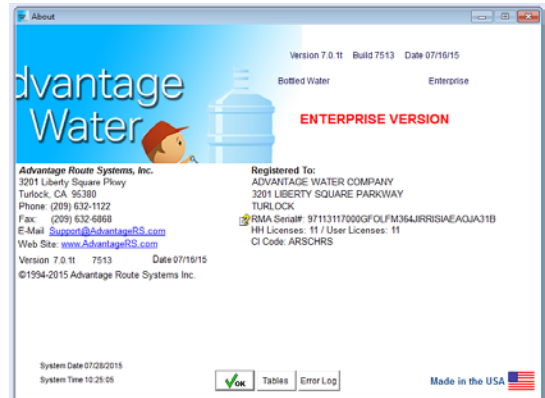 About
Version 7.0.1t Build 7513 Date 07/16/15
dvantage
Water
Bottled Water Enterprise
ENTERPRISE VERSION
Advantage Route Systems, Inc.
3201 Liberty Square Pkwy
Turlock, CA 95380
Phone: (209) 632-1122
Fax: (209) 632-6868
E-Mail Support@AdvantageRS.com
Web Site: www.AdvantageRS.com
Version 7.0.1t 7513 Date 07/16/15
©1994-2015 Advantage Route Systems Inc.
Registered To:
ADVANTAGE WATER COMPANY
3201 LIBERTY SQUARE PARKWAY
TURLOCK
RMA Serial#: 97113117000GFOLFM364JIRRISIAEAOJA31B
HH Licenses: 11 / User Licenses: 11
CI Code: ARSCHRS
System Date 07/28/2015
System Time 10:25:05
OK Tables Error Log
Made in the USA